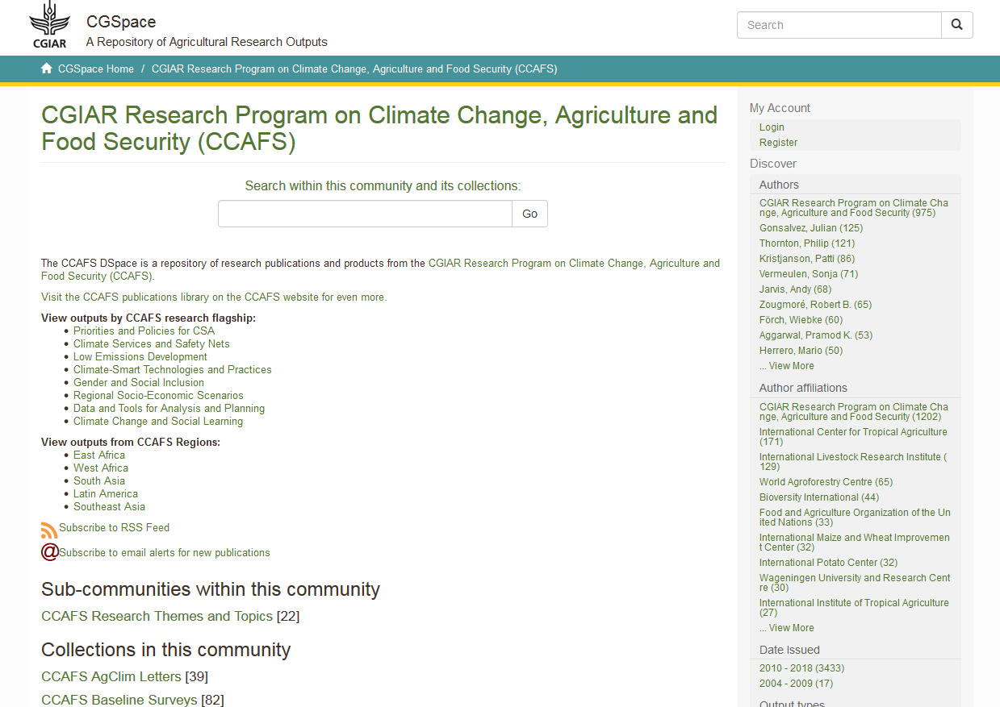 CGIAR
CGSpace
A Repository of Agricultural Research Outputs
Search
CGSpace Home / CGIAR Research Program on Climate Change, Agriculture and Food Security (CCAFS)
CGIAR Research Program on Climate Change, Agriculture and
Food Security (CCAFS)
Search within this community and its collections:
Go
The CCAFS DSpace is a repository of research publications and products from the CGIAR Research Program on Climate Change, Agriculture and
Food Security (CCAFS).
Visit the CCAFS publications library on the CCAFS website for even more.
View outputs by CCAFS research flagship:
• Priorities and Policies for CSA
• Climate Services and Safety Nets
• Low Emissions Development
• Climate-Smart Technologies and Practices
• Gender and Social Inclusion
• Regional Socio-Economic Scenarios
• Data and Tools for Analysis and Planning
• Climate Change and Social Learning
View outputs from CCAFS Regions:
• East Africa
• West Africa
• South Asia
• Latin America
• Southeast Asia
Subscribe to RSS Feed
@Subscribe to email alerts for new publications
Sub-communities within this community
CCAFS Research Themes and Topics [22]
Collections in this community
CCAFS AgClim Letters [39]
CCAFS Baseline Surveys [82]
My Account
Login
Register
Discover
Authors
CGIAR Research Program on Climate Cha
nge, Agriculture and Food Security (975)
Gonsalvez, Julian (125)
Thornton, Philip (121)
Kristjanson, Patti (86)
Vermeulen, Sonja (71)
Jarvis, Andy (68)
Zougmoré, Robert B. (65)
Förch, Wiebke (60)
Aggarwal, Pramod K. (53)
Herrero, Mario (50)
... View More
Author affiliations
CGIAR Research Program on Climate Cha
nge, Agriculture and Food Security (1202)
International Center for Tropical Agriculture
(171)
International Livestock Research Institute (
129)
World Agroforestry Centre (65)
Bioversity International (44)
Food and Agriculture Organization of the Un
ited Nations (33)
International Maize and Wheat Improvemen
t Center (32)
International Potato Center (32)
Wageningen University and Research Cent
re (30)
International Institute of Tropical Agriculture
(27)
... View More
Date Issued
2010 - 2018 (3433)
2004 - 2009 (17)
Output types